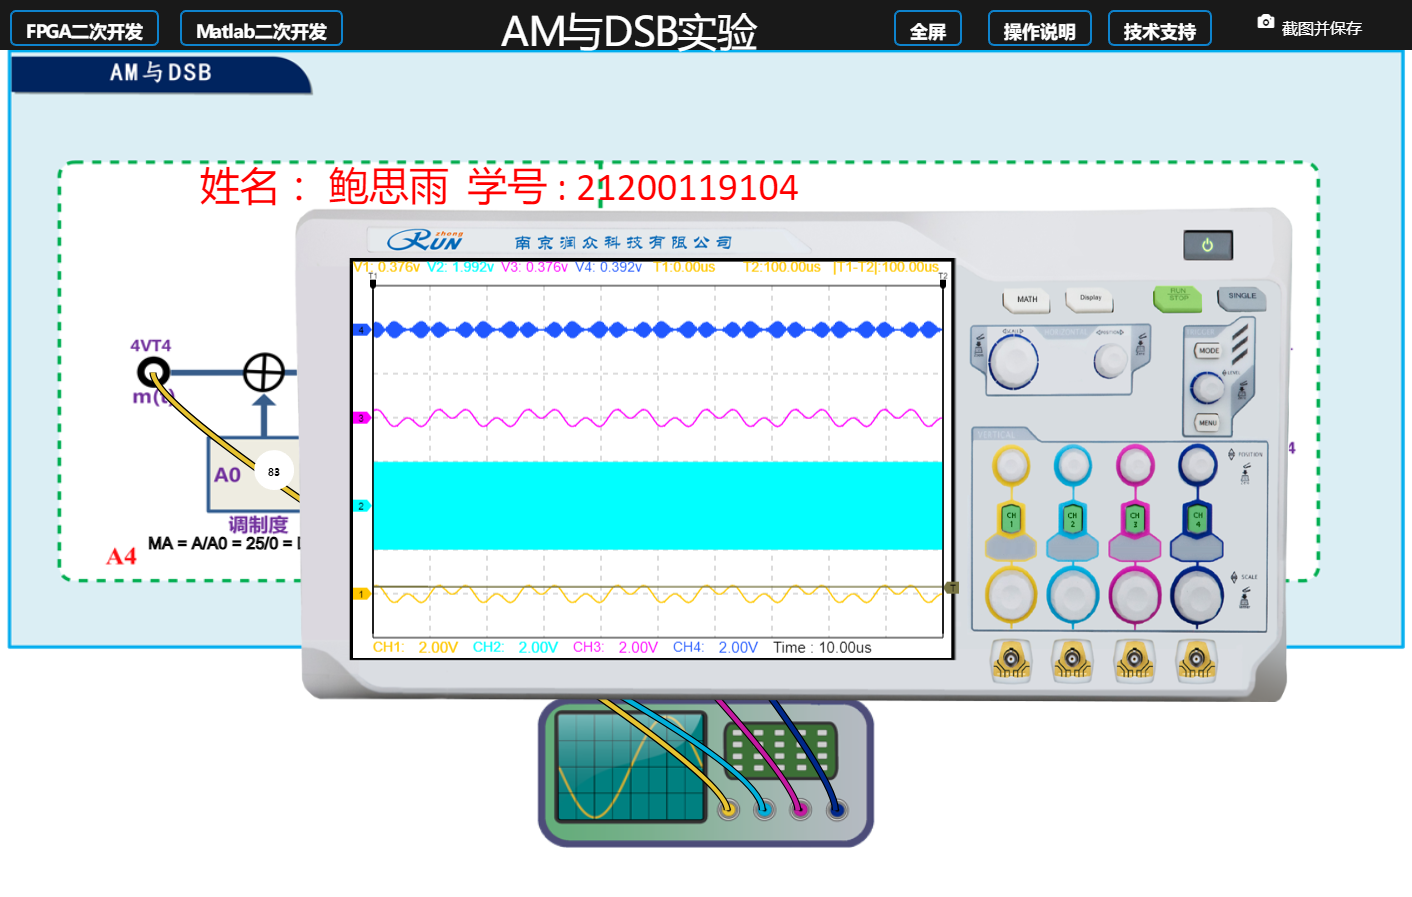 FPGA二次开发 Matlab二次开发 AM与DSB实验 全屏 操作说明 技术支持 截图并保存
AM与DSB
姓名： 鲍思雨 学号：21200119104
zhong
RUN 南京润众科技有限公司
V1: 0.376v V2: 1.992v V3: 0.376v V4: 0.392v T1:0.00us T2:100.00us |T1-T2|:100.00us
T1 T2
MATH Display RUN STOP SINGLE
HORIZONTAL
4
MODE
LEVEL
4VT4
m(t)
3
MENU
VERTICAL
POSITION
A0 83
2
CH 1 CH 2 CH 3 CH 4
调制度
MA = A/A0 = 25/0 =
A4
1
SCALE
CH1: 2.00V CH2: 2.00V CH3: 2.00V CH4: 2.00V Time : 10.00us